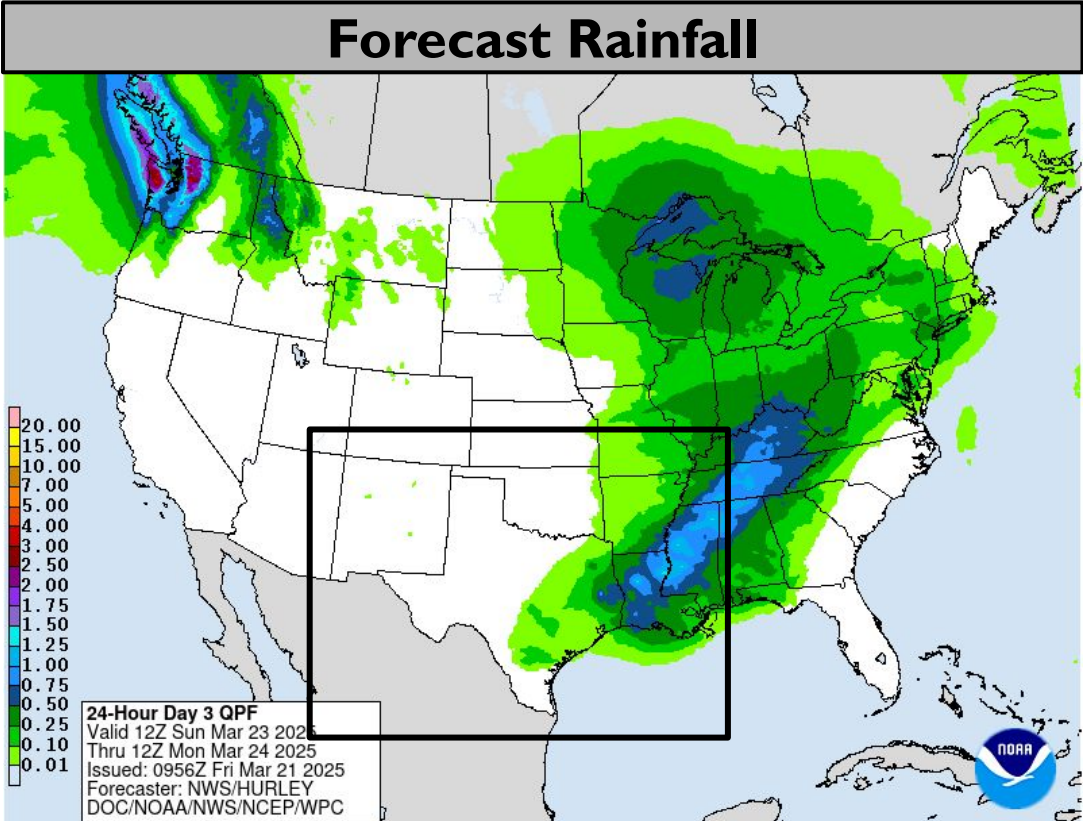 Forecast Rainfall
20.00
15.00
10.00
7.00
5.00
4.00
3.00
2.50
2.00
1.75
1.50
1.25
1.00
0.75
0.50
0.25
0.10
0.01
24-Hour Day 3 QPF
Valid 12Z Sun Mar 23 2025
Thru 12Z Mon Mar 24 2025
Issued: 0956Z Fri Mar 21 2025
Forecaster: NWS/HURLEY
DOC/NOAA/NWS/NCEP/WPC
NOAA